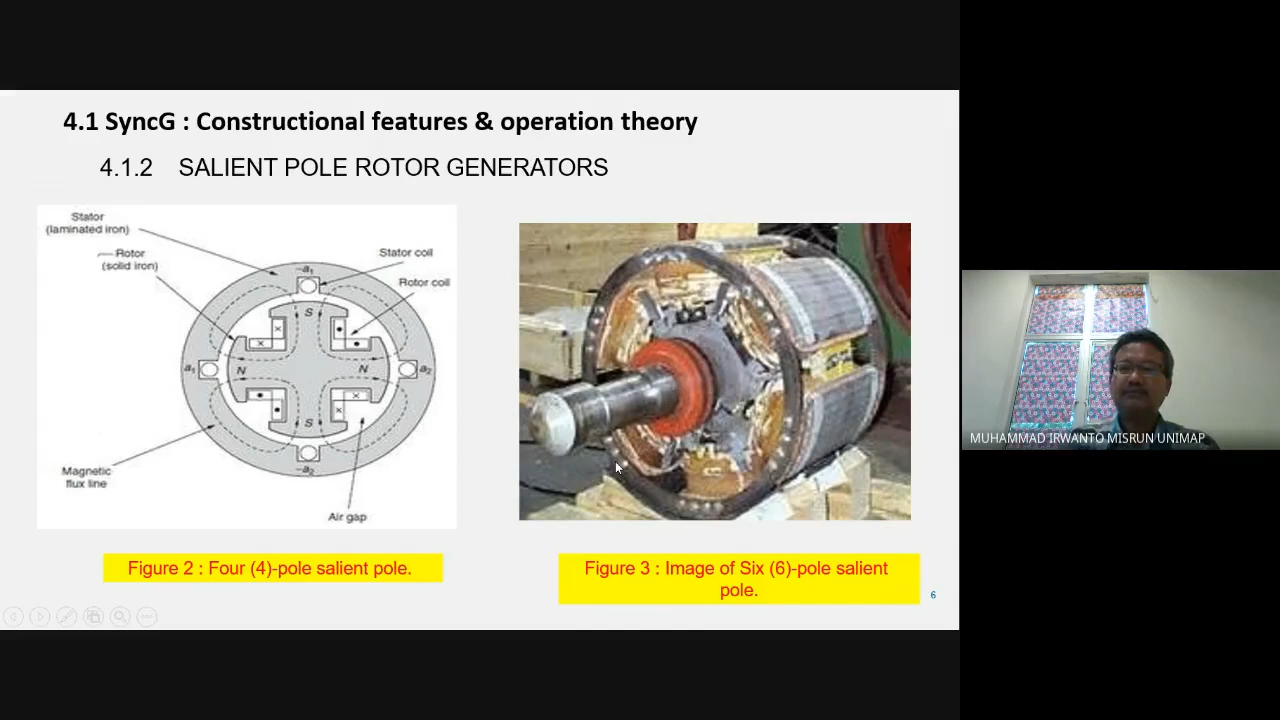 4.1 SyncG : Constructional features & operation theory
4.1.2 SALIENT POLE ROTOR GENERATORS
Stator
(laminated iron)
Rotor
(solid iron)
Stator coil
Rotor coil
-a1
S
a1
N
N
a2
S
-a2
Magnetic
flux line
Air gap
Figure 2 : Four (4)-pole salient pole.
Figure 3 : Image of Six (6)-pole salient
pole.
6
MUHAMMAD IRWANTO MISRUN UNIMAP